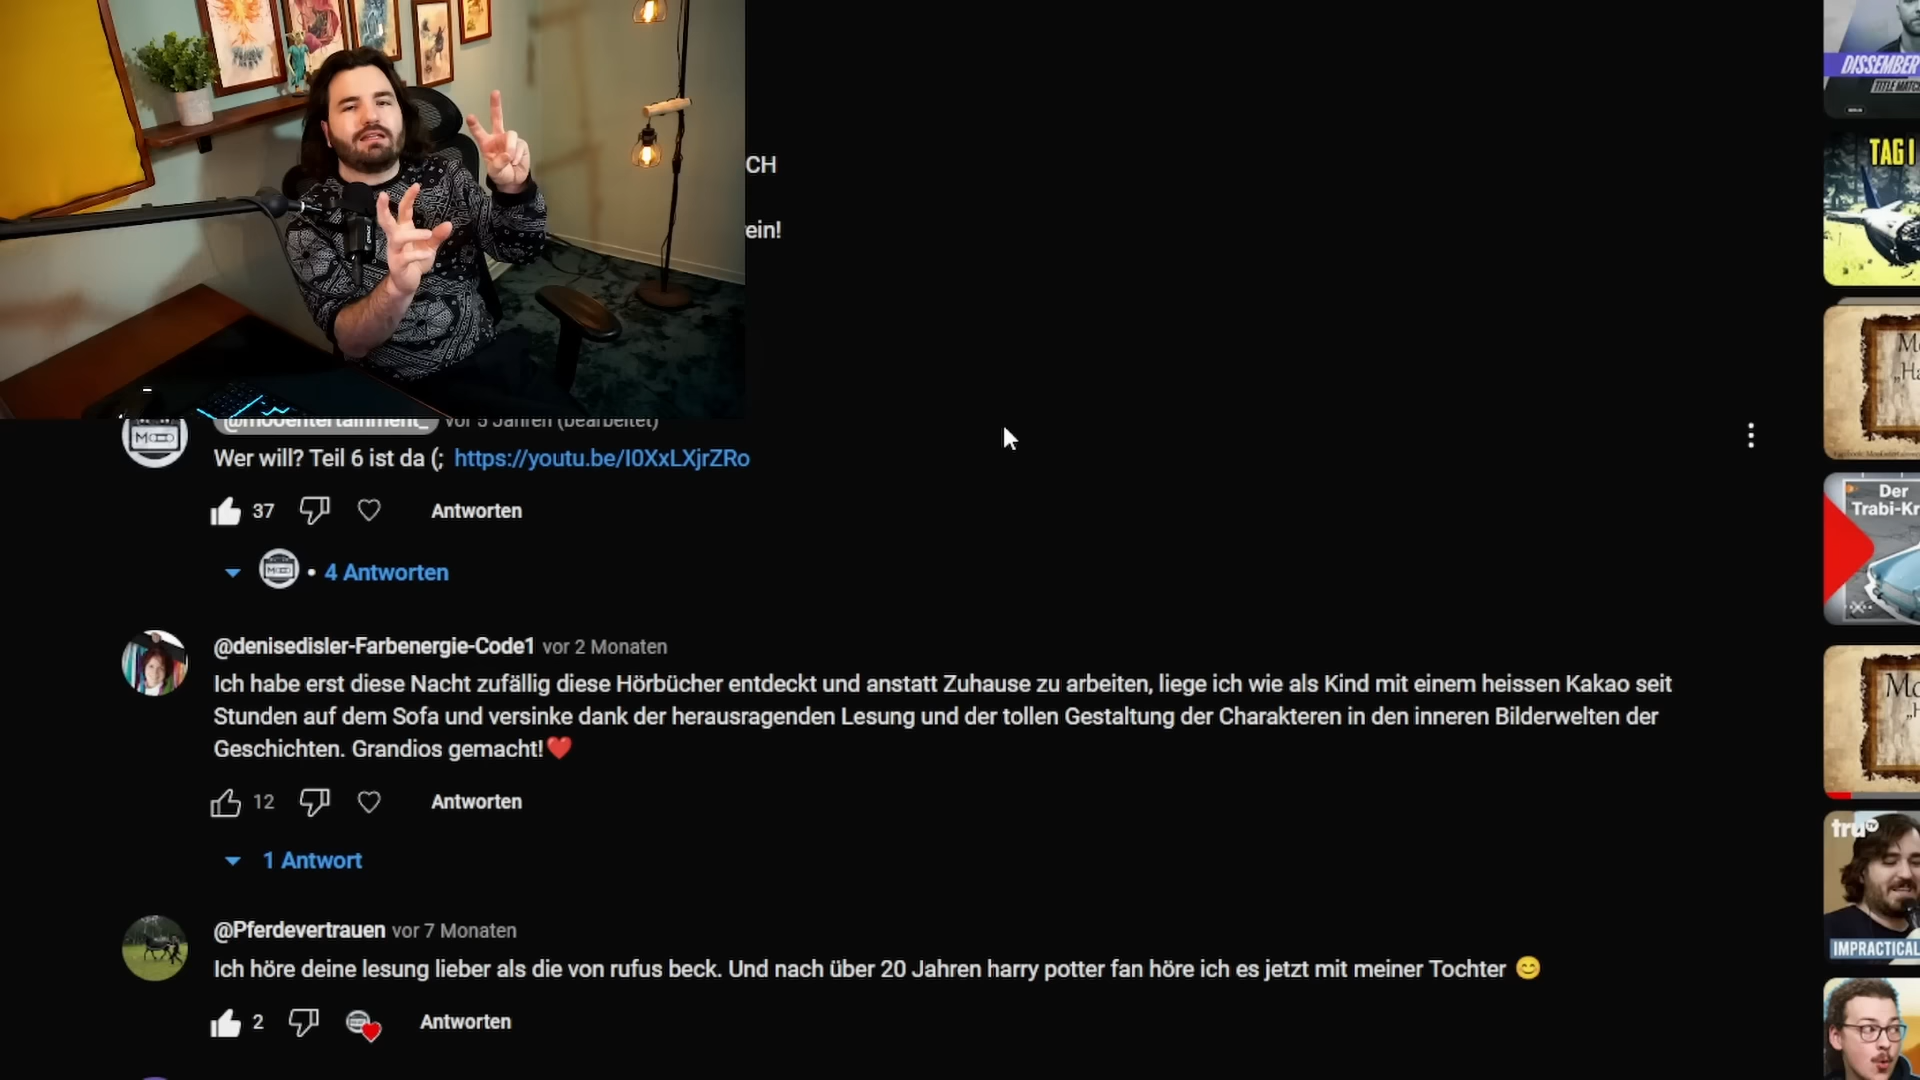 DISSEMBER
TITLE MATC
CH
TAG I
ein!
@mooentertainment_ vor 5 Jahren (bearbeitet)
Wer will? Teil 6 ist da (; https://youtu.be/I0XxLXjrZRo
37 Antworten
Der
Trabi-Kr
4 Antworten
@denisedisler-Farbenergie-Code1 vor 2 Monaten
Ich habe erst diese Nacht zufällig diese Hörbücher entdeckt und anstatt Zuhause zu arbeiten, liege ich wie als Kind mit einem heissen Kakao seit
Stunden auf dem Sofa und versinke dank der herausragenden Lesung und der tollen Gestaltung der Charakteren in den inneren Bilderwelten der
Geschichten. Grandios gemacht!❤️
12 Antworten
1 Antwort
truTV
@Pferdevertrauen vor 7 Monaten
Ich höre deine lesung lieber als die von rufus beck. Und nach über 20 Jahren harry potter fan höre ich es jetzt mit meiner Tochter 😊
IMPRACTICAL
2 Antworten